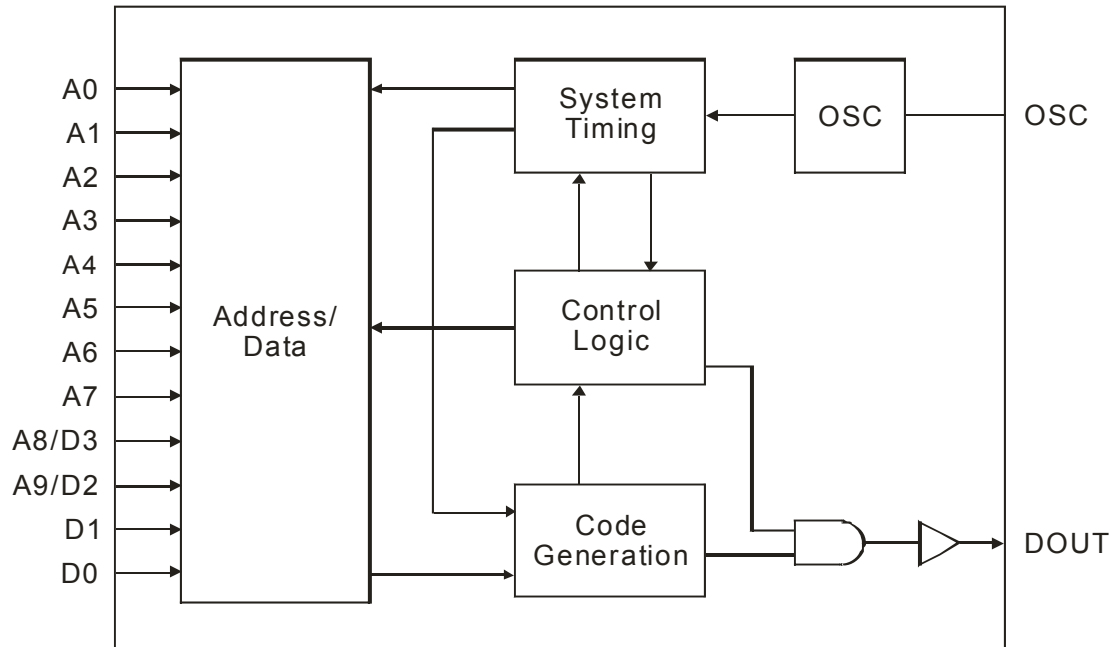 A0
A1
A2
A3
A4
A5
A6
A7
A8/D3
A9/D2
D1
D0
Address/
Data
System
Timing
OSC
OSC
Control
Logic
Code
Generation
DOUT